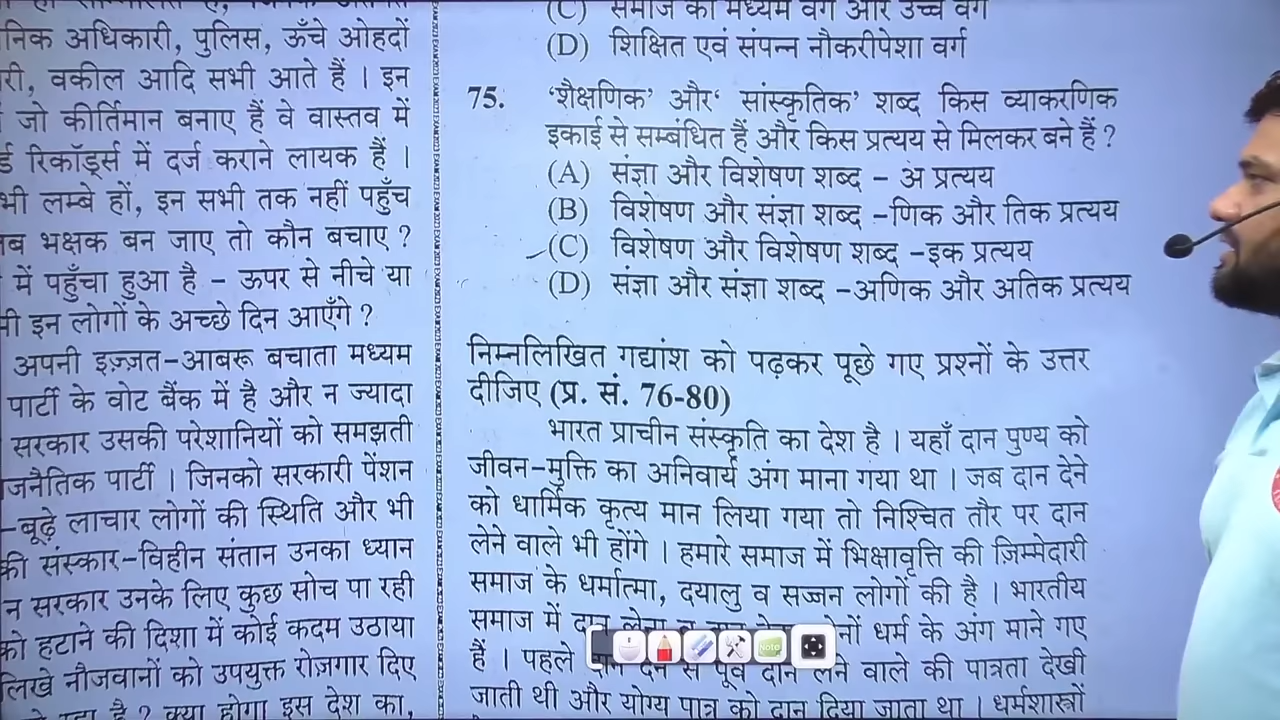 निक अधिकारी, पुलिस, ऊँचे ओहदों
री, वकील आदि सभी आते हैं । इन
जो कीर्तिमान बनाए हैं वे वास्तव में
रिकॉर्ड्स में दर्ज कराने लायक हैं ।
भी लम्बे हों, इन सभी तक नहीं पहुँच
ब भक्षक बन जाए तो कौन बचाए ?
में पहुँचा हुआ है – ऊपर से नीचे या
इन लोगों के अच्छे दिन आएँगे ?
अपनी इज़्ज़त–आबरू बचाता मध्यम
पार्टी के वोट बैंक में है और न ज्यादा
सरकार उसकी परेशानियों को समझती
जनैतिक पार्टी । जिनको सरकारी पेंशन
–बूढ़े लाचार लोगों की स्थिति और भी
की संस्कार–विहीन संतान उनका ध्यान
न सरकार उनके लिए कुछ सोच पा रही
को हटाने की दिशा में कोई कदम उठाया
लिखे नौजवानों को उपयुक्त रोज़गार दिए
है ? क्या होगा इस देश का,
(C) समाज का मध्यम वर्ग और उच्च वर्ग
(D) शिक्षित एवं संपन्न नौकरीपेशा वर्ग
75. ‘शैक्षणिक’ और‘ सांस्कृतिक’ शब्द किस व्याकरणिक
इकाई से सम्बंधित हैं और किस प्रत्यय से मिलकर बने हैं ?
(A) संज्ञा और विशेषण शब्द – अ प्रत्यय
(B) विशेषण और संज्ञा शब्द –णिक और तिक प्रत्यय
(C) विशेषण और विशेषण शब्द –इक प्रत्यय
(D) संज्ञा और संज्ञा शब्द –अणिक और अतिक प्रत्यय
निम्नलिखित गद्यांश को पढ़कर पूछे गए प्रश्नों के उत्तर
दीजिए (प्र. सं. 76-80)
भारत प्राचीन संस्कृति का देश है । यहाँ दान पुण्य को
जीवन–मुक्ति का अनिवार्य अंग माना गया था । जब दान देने
को धार्मिक कृत्य मान लिया गया तो निश्चित तौर पर दान
लेने वाले भी होंगे । हमारे समाज में भिक्षावृत्ति की ज़िम्मेदारी
समाज के धर्मात्मा, दयालु व सज्जन लोगों की है । भारतीय
समाज में दान लेना धर्म के अंग माने गए
हैं । पहले दान देने से पूर्व दान लेने वाले की पात्रता देखी
जाती थी और योग्य पात्र को दान दिया जाता था । धर्मशास्त्रों
Note